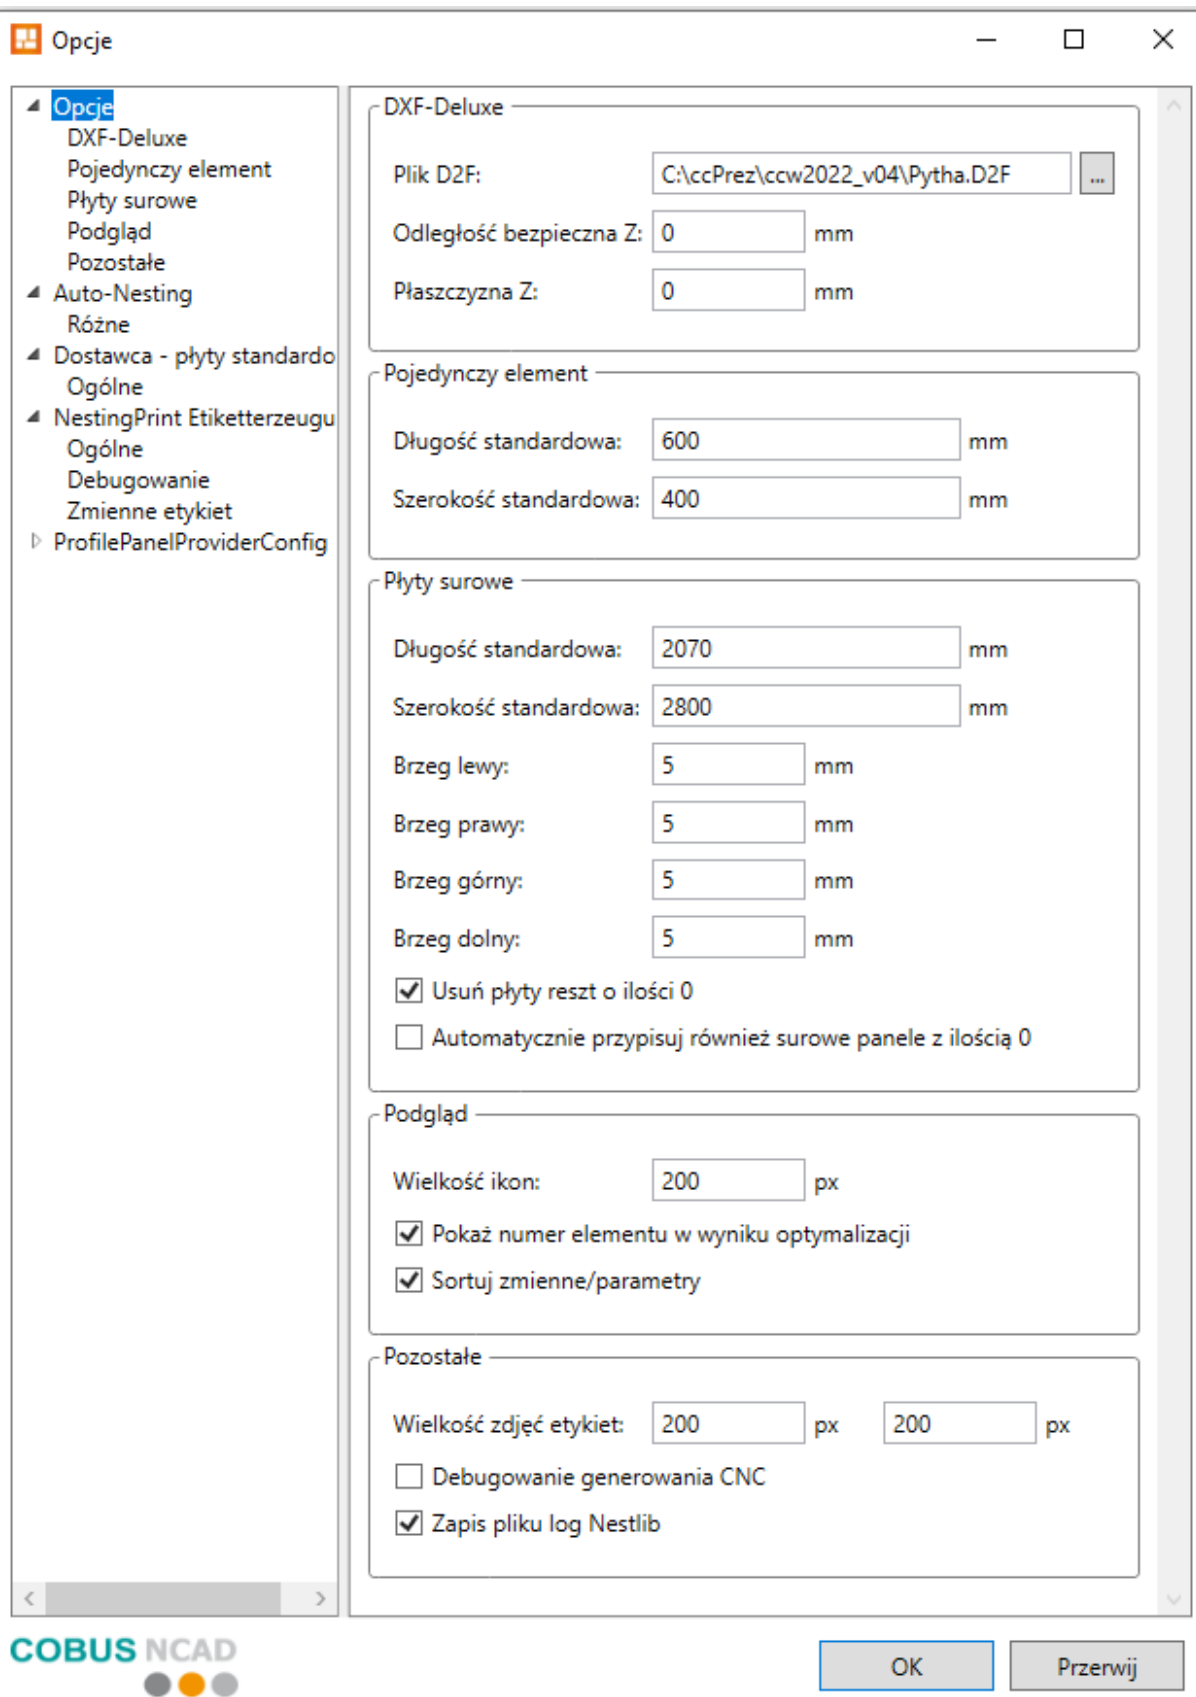 Opcje
Opcje
DXF-Deluxe
Pojedynczy element
Płyty surowe
Podgląd
Pozostałe
Auto-Nesting
Różne
Dostawca - płyty standardo
Ogólne
NestingPrint Etiketterzeugu
Ogólne
Debugowanie
Zmienne etykiet
ProfilePanelProviderConfig
DXF-Deluxe
Plik D2F: C:\ccPrez\ccw2022_v04\Pytha.D2F ...
Odległość bezpieczna Z: 0 mm
Płaszczyzna Z: 0 mm
Pojedynczy element
Długość standardowa: 600 mm
Szerokość standardowa: 400 mm
Płyty surowe
Długość standardowa: 2070 mm
Szerokość standardowa: 2800 mm
Brzeg lewy: 5 mm
Brzeg prawy: 5 mm
Brzeg górny: 5 mm
Brzeg dolny: 5 mm
Usuń płyty reszt o ilości 0
Automatycznie przypisuj również surowe panele z ilością 0
Podgląd
Wielkość ikon: 200 px
Pokaż numer elementu w wyniku optymalizacji
Sortuj zmienne/parametry
Pozostałe
Wielkość zdjęć etykiet: 200 px 200 px
Debugowanie generowania CNC
Zapis pliku log Nestlib
COBUS NCAD
OK Przerwij